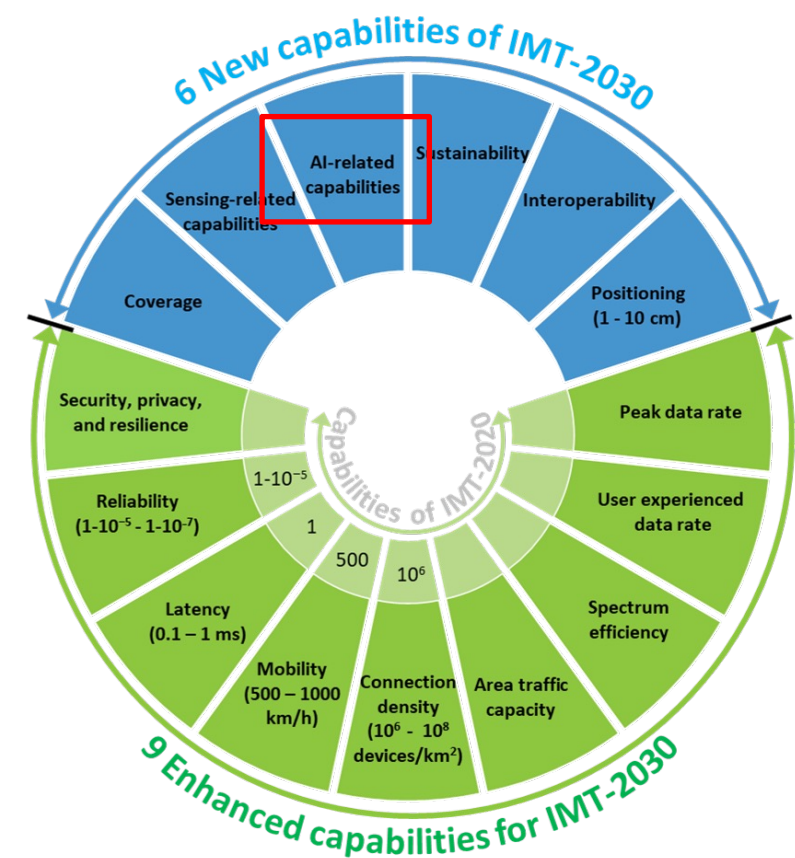 6 New capabilities of IMT-2030
AI-related
capabilities
Sustainability
Sensing-related
capabilities
Interoperability
Coverage
Positioning
(1 - 10 cm)
Security, privacy,
and resilience
Peak data rate
Capabilities of IMT-2020
1-10⁻⁵
1
500
10⁶
Reliability
(1-10⁻⁵ - 1-10⁻⁷)
User experienced
data rate
Latency
(0.1 – 1 ms)
Spectrum
efficiency
Mobility
(500 – 1000
km/h)
Connection
density
(10⁶ - 10⁸
devices/km²)
Area traffic
capacity
9 Enhanced capabilities for IMT-2030